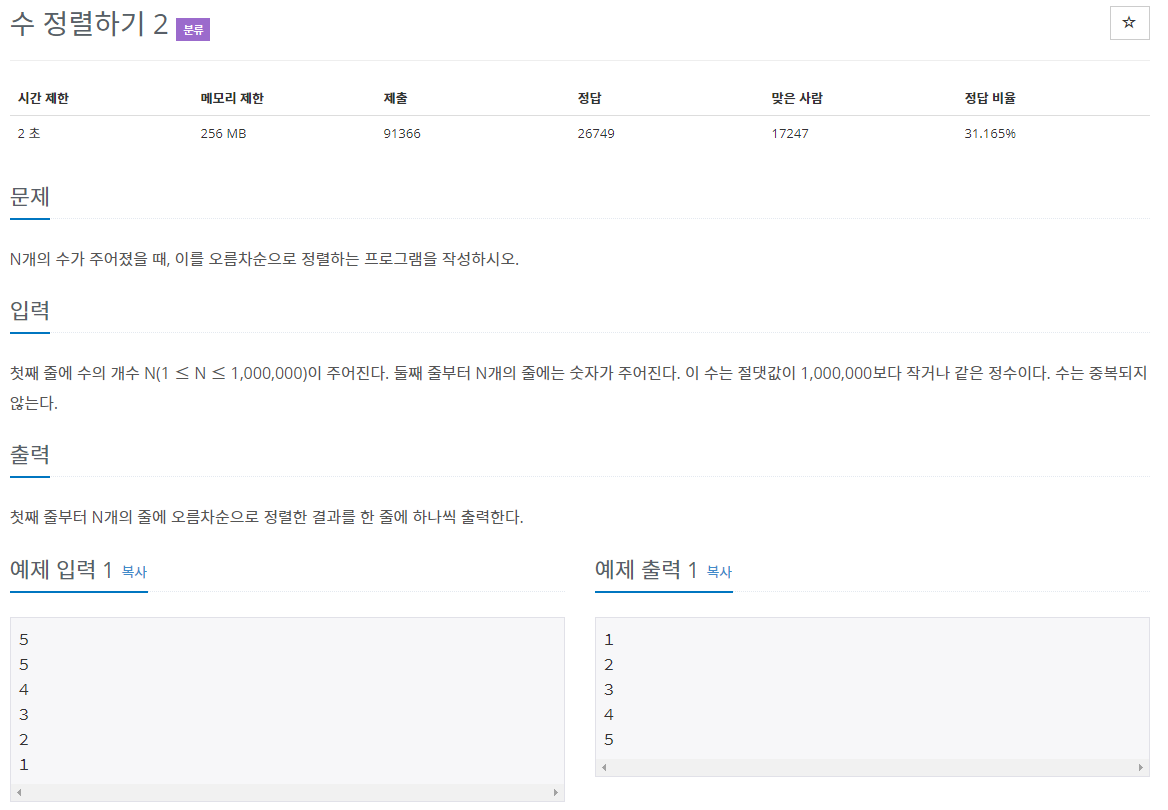 수 정렬하기 2 분류
☆
시간 제한 메모리 제한 제출 정답 맞은 사람 정답 비율
2 초 256 MB 91366 26749 17247 31.165%
문제
N개의 수가 주어졌을 때, 이를 오름차순으로 정렬하는 프로그램을 작성하시오.
입력
첫째 줄에 수의 개수 N(1 ≤ N ≤ 1,000,000)이 주어진다. 둘째 줄부터 N개의 줄에는 숫자가 주어진다. 이 수는 절댓값이 1,000,000보다 작거나 같은 정수이다. 수는 중복되지
않는다.
출력
첫째 줄부터 N개의 줄에 오름차순으로 정렬한 결과를 한 줄에 하나씩 출력한다.
예제 입력 1 복사
5
5
4
3
2
1
예제 출력 1 복사
1
2
3
4
5